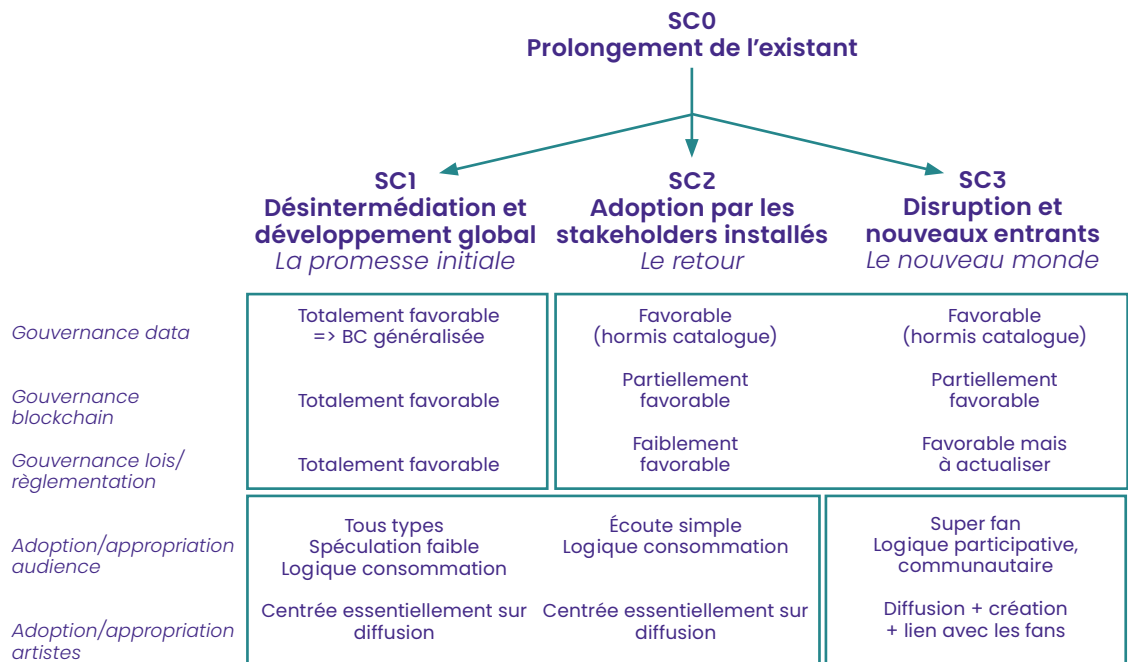 SC0
Prolongement de l’existant
SC1
Désintermédiation et
développement global
La promesse initiale
SC2
Adoption par les
stakeholders installés
Le retour
SC3
Disruption et
nouveaux entrants
Le nouveau monde
Gouvernance data
Totalement favorable
=> BC généralisée
Favorable
(hormis catalogue)
Favorable
(hormis catalogue)
Gouvernance
blockchain
Totalement favorable
Partiellement
favorable
Partiellement
favorable
Gouvernance lois/
règlementation
Totalement favorable
Faiblement
favorable
Favorable mais
à actualiser
Adoption/appropriation
audience
Tous types
Spéculation faible
Logique consommation
Écoute simple
Logique consommation
Super fan
Logique participative,
communautaire
Adoption/appropriation
artistes
Centrée essentiellement sur
diffusion
Centrée essentiellement sur
diffusion
Diffusion + création
+ lien avec les fans